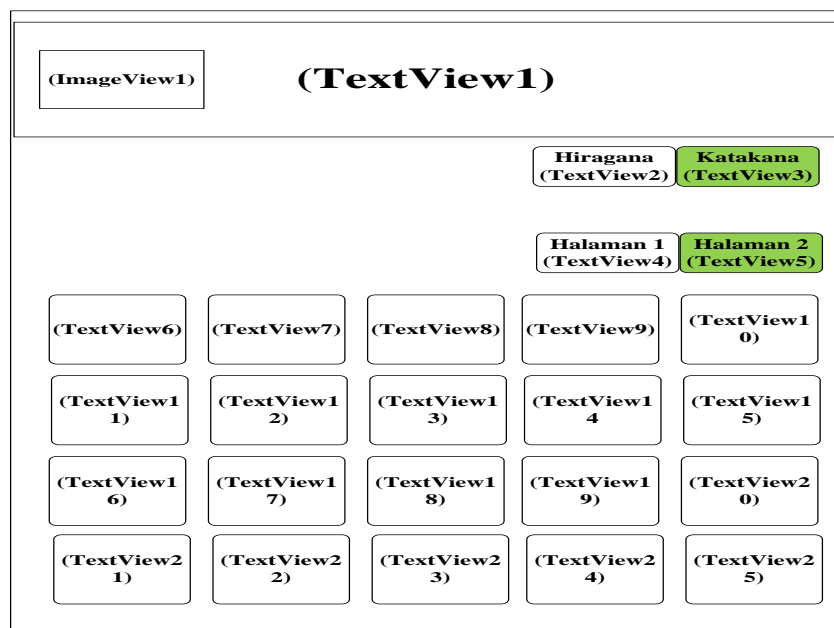 (ImageView1)
(TextView1)
Hiragana
(TextView2)
Katakana
(TextView3)
Halaman 1
(TextView4)
Halaman 2
(TextView5)
(TextView6)
(TextView7)
(TextView8)
(TextView9)
(TextView1
0)
(TextView1
1)
(TextView1
2)
(TextView1
3)
(TextView1
4
(TextView1
5)
(TextView1
6)
(TextView1
7)
(TextView1
8)
(TextView1
9)
(TextView2
0)
(TextView2
1)
(TextView2
2)
(TextView2
3)
(TextView2
4)
(TextView2
5)